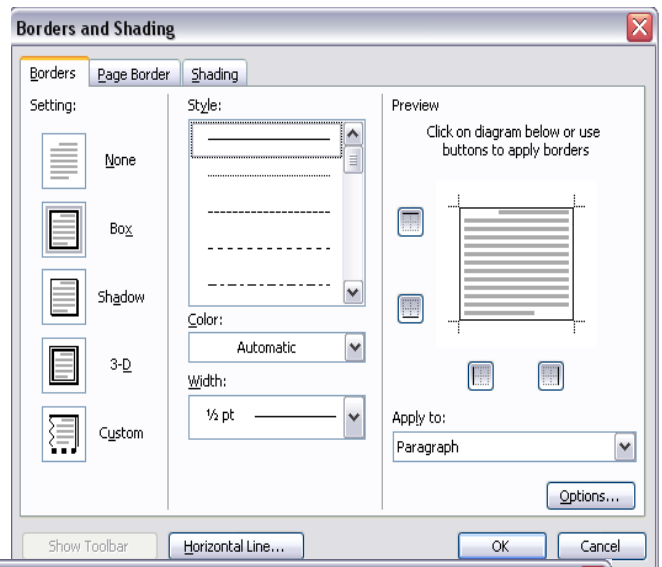 Borders and Shading
Borders
Page Border
Shading
Setting:
None
Box
Shadow
3-D
Custom
Style:
Color:
Automatic
Width:
½ pt
Preview
Click on diagram below or use
buttons to apply borders
Apply to:
Paragraph
Options...
Show Toolbar
Horizontal Line...
OK
Cancel